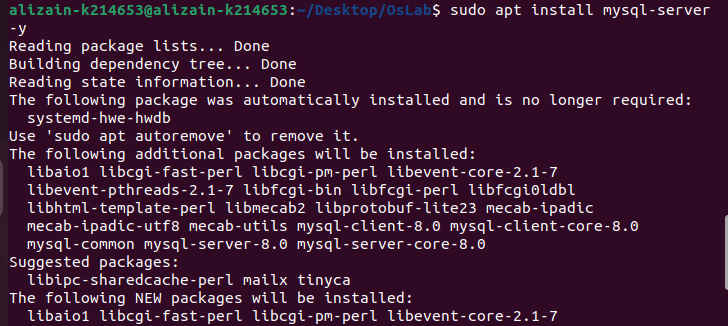 alizain-k214653@alizain-k214653:~/Desktop/OsLab$ sudo apt install mysql-server
-y
Reading package lists... Done
Building dependency tree... Done
Reading state information... Done
The following package was automatically installed and is no longer required:
  systemd-hwe-hwdb
Use 'sudo apt autoremove' to remove it.
The following additional packages will be installed:
  libaio1 libcgi-fast-perl libcgi-pm-perl libevent-core-2.1-7
  libevent-pthreads-2.1-7 libfcgi-bin libfcgi-perl libfcgi0ldbl
  libhtml-template-perl libmecab2 libprotobuf-lite23 mecab-ipadic
  mecab-ipadic-utf8 mecab-utils mysql-client-8.0 mysql-client-core-8.0
  mysql-common mysql-server-8.0 mysql-server-core-8.0
Suggested packages:
  libipc-sharedcache-perl mailx tinyca
The following NEW packages will be installed:
  libaio1 libcgi-fast-perl libcgi-pm-perl libevent-core-2.1-7